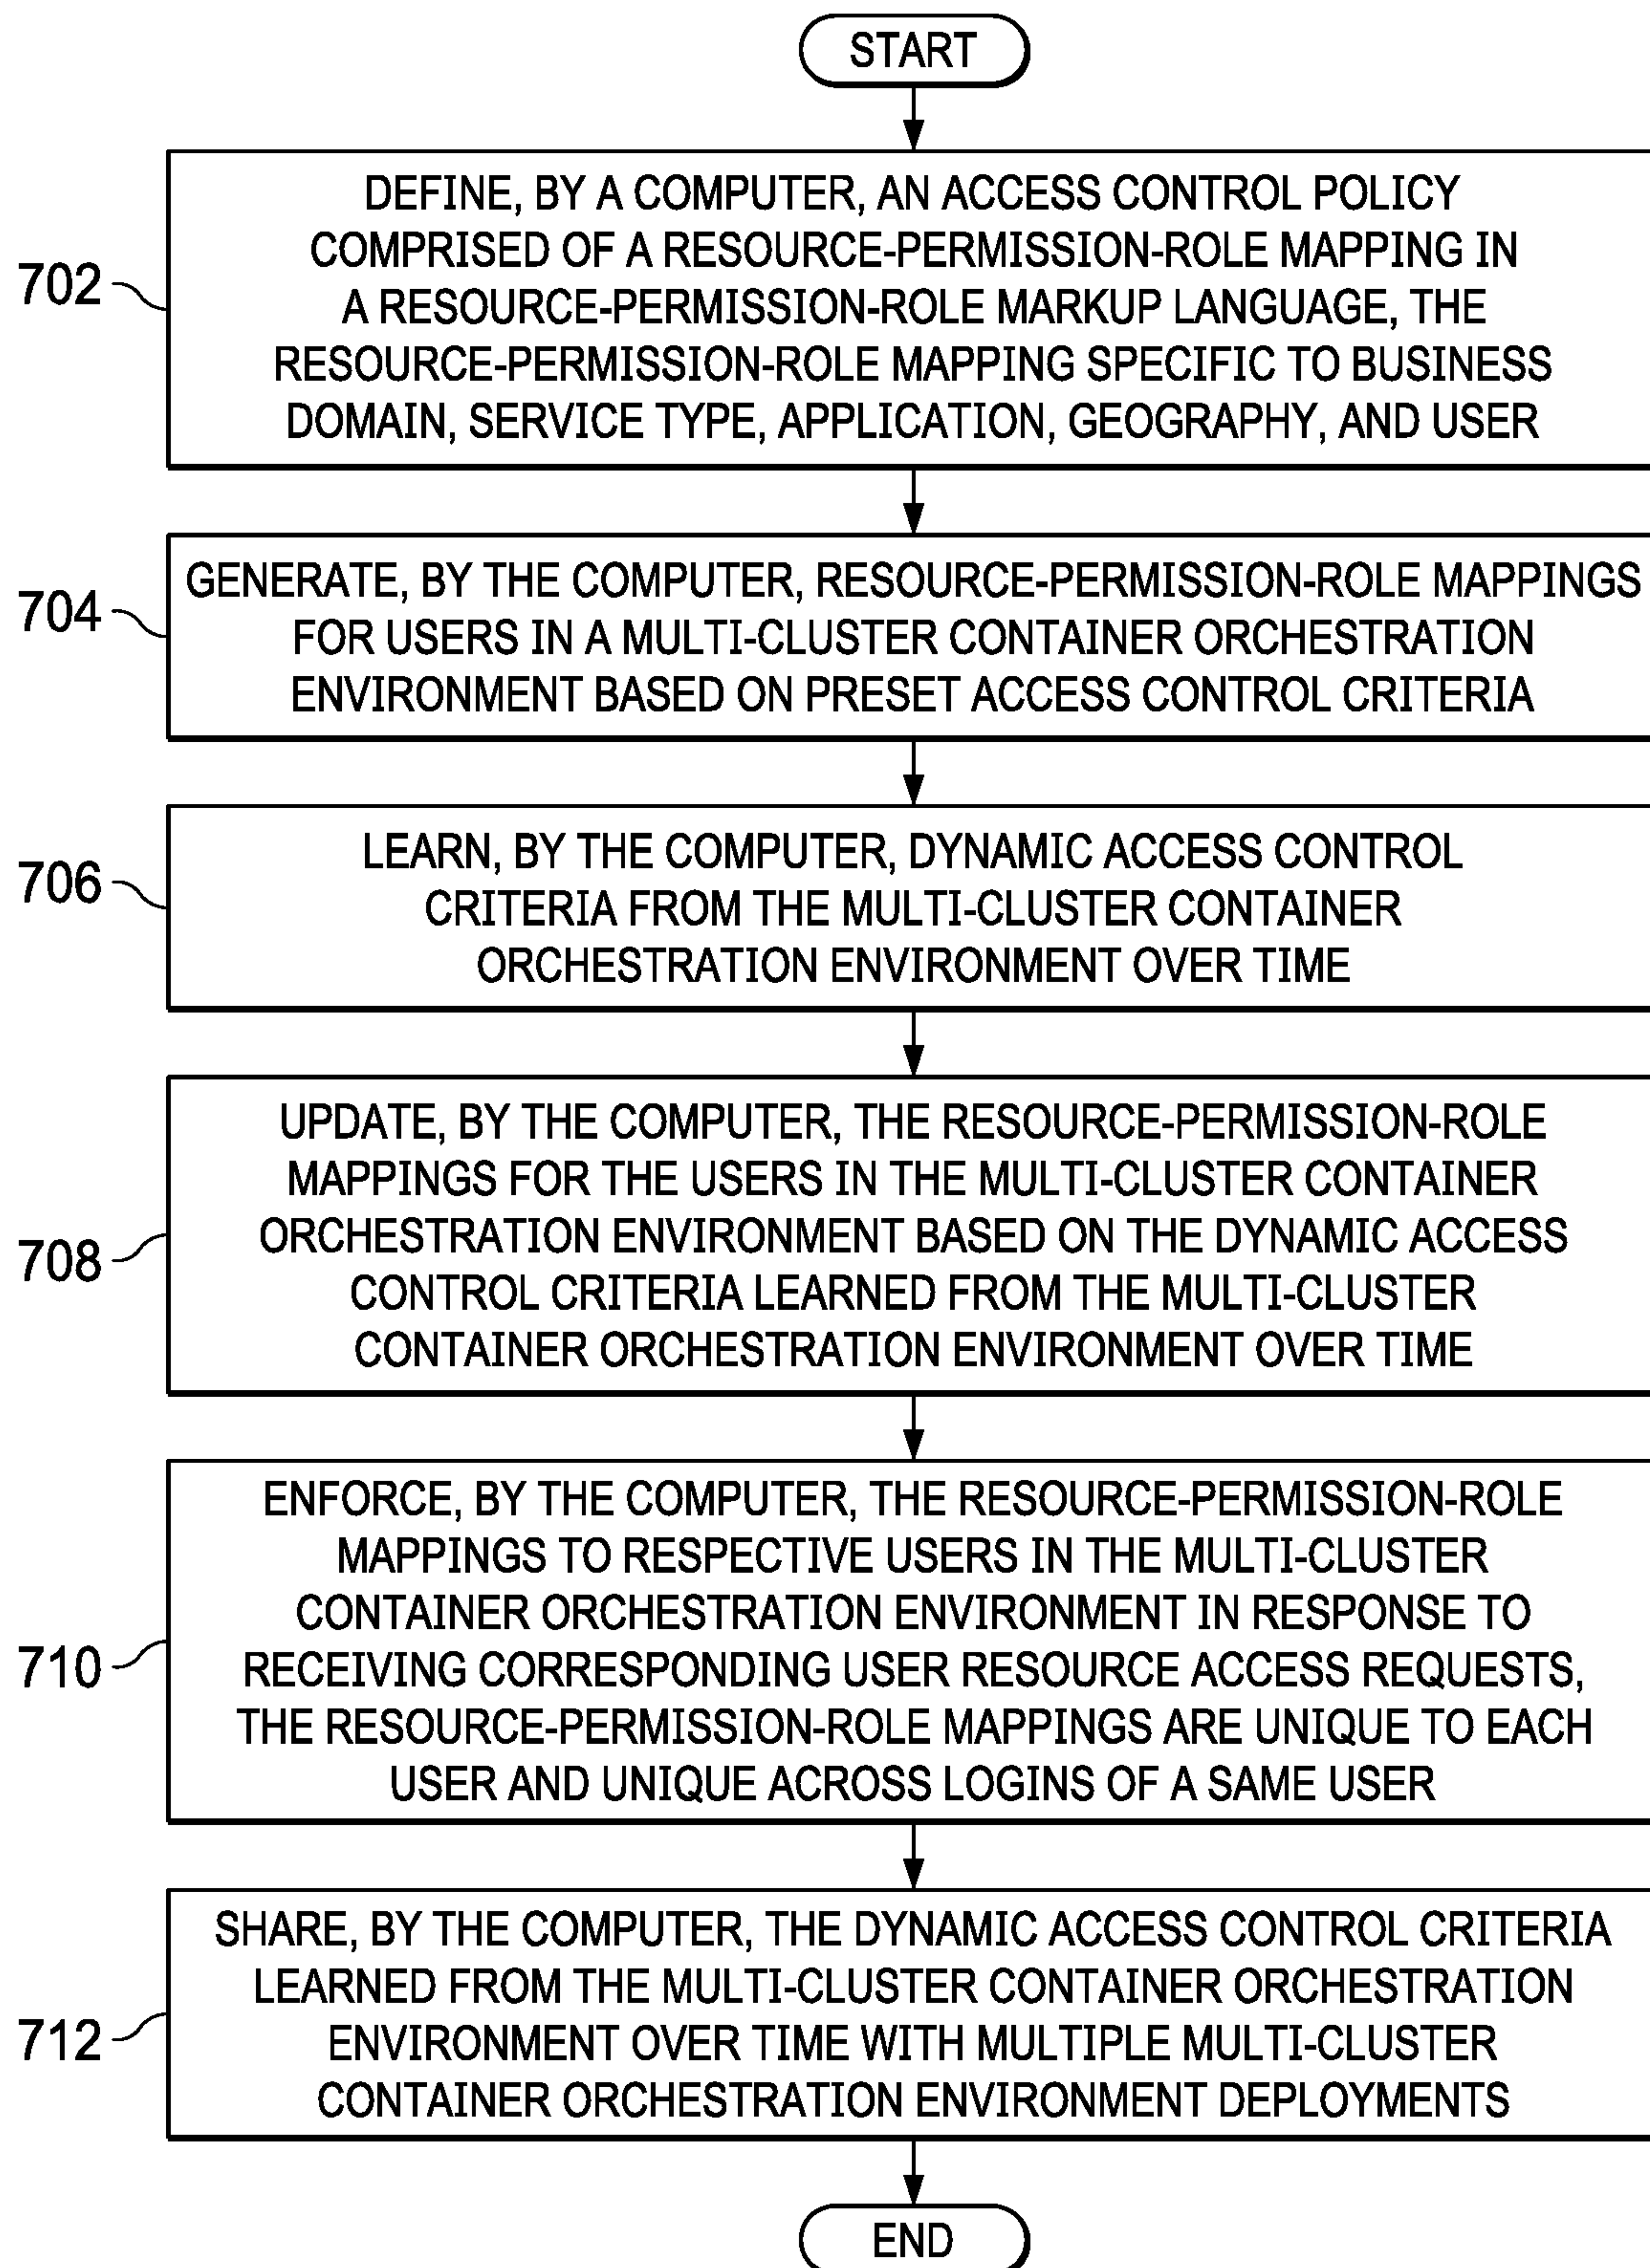 START
702
DEFINE, BY A COMPUTER, AN ACCESS CONTROL POLICY
COMPRISED OF A RESOURCE-PERMISSION-ROLE MAPPING IN
A RESOURCE-PERMISSION-ROLE MARKUP LANGUAGE, THE
RESOURCE-PERMISSION-ROLE MAPPING SPECIFIC TO BUSINESS
DOMAIN, SERVICE TYPE, APPLICATION, GEOGRAPHY, AND USER
704
GENERATE, BY THE COMPUTER, RESOURCE-PERMISSION-ROLE MAPPINGS
FOR USERS IN A MULTI-CLUSTER CONTAINER ORCHESTRATION
ENVIRONMENT BASED ON PRESET ACCESS CONTROL CRITERIA
706
LEARN, BY THE COMPUTER, DYNAMIC ACCESS CONTROL
CRITERIA FROM THE MULTI-CLUSTER CONTAINER
ORCHESTRATION ENVIRONMENT OVER TIME
708
UPDATE, BY THE COMPUTER, THE RESOURCE-PERMISSION-ROLE
MAPPINGS FOR THE USERS IN THE MULTI-CLUSTER CONTAINER
ORCHESTRATION ENVIRONMENT BASED ON THE DYNAMIC ACCESS
CONTROL CRITERIA LEARNED FROM THE MULTI-CLUSTER
CONTAINER ORCHESTRATION ENVIRONMENT OVER TIME
710
ENFORCE, BY THE COMPUTER, THE RESOURCE-PERMISSION-ROLE
MAPPINGS TO RESPECTIVE USERS IN THE MULTI-CLUSTER
CONTAINER ORCHESTRATION ENVIRONMENT IN RESPONSE TO
RECEIVING CORRESPONDING USER RESOURCE ACCESS REQUESTS,
THE RESOURCE-PERMISSION-ROLE MAPPINGS ARE UNIQUE TO EACH
USER AND UNIQUE ACROSS LOGINS OF A SAME USER
712
SHARE, BY THE COMPUTER, THE DYNAMIC ACCESS CONTROL CRITERIA
LEARNED FROM THE MULTI-CLUSTER CONTAINER ORCHESTRATION
ENVIRONMENT OVER TIME WITH MULTIPLE MULTI-CLUSTER
CONTAINER ORCHESTRATION ENVIRONMENT DEPLOYMENTS
END